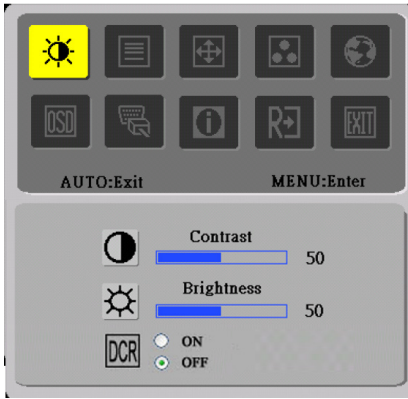 OSD
i
R
EXIT
AUTO:Exit MENU:Enter
Contrast
50
Brightness
50
DCR
ON
OFF